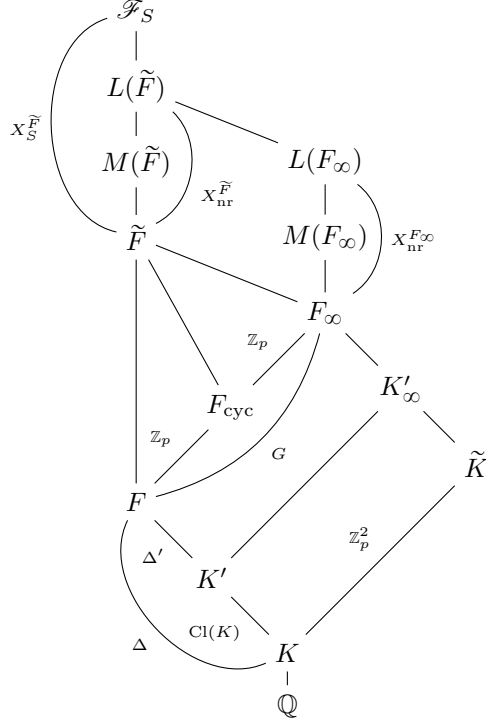 ℱ_S
L(F̃)
X_S^{F̃}
M(F̃)
L(F_∞)
X_nr^{F̃}
F̃
M(F_∞)
X_nr^{F_∞}
F_∞
ℤ_p
K′_∞
F_cyc
ℤ_p
G
K̃
F
ℤ_p^2
Δ′
K′
Cl(K)
Δ
K
ℚ